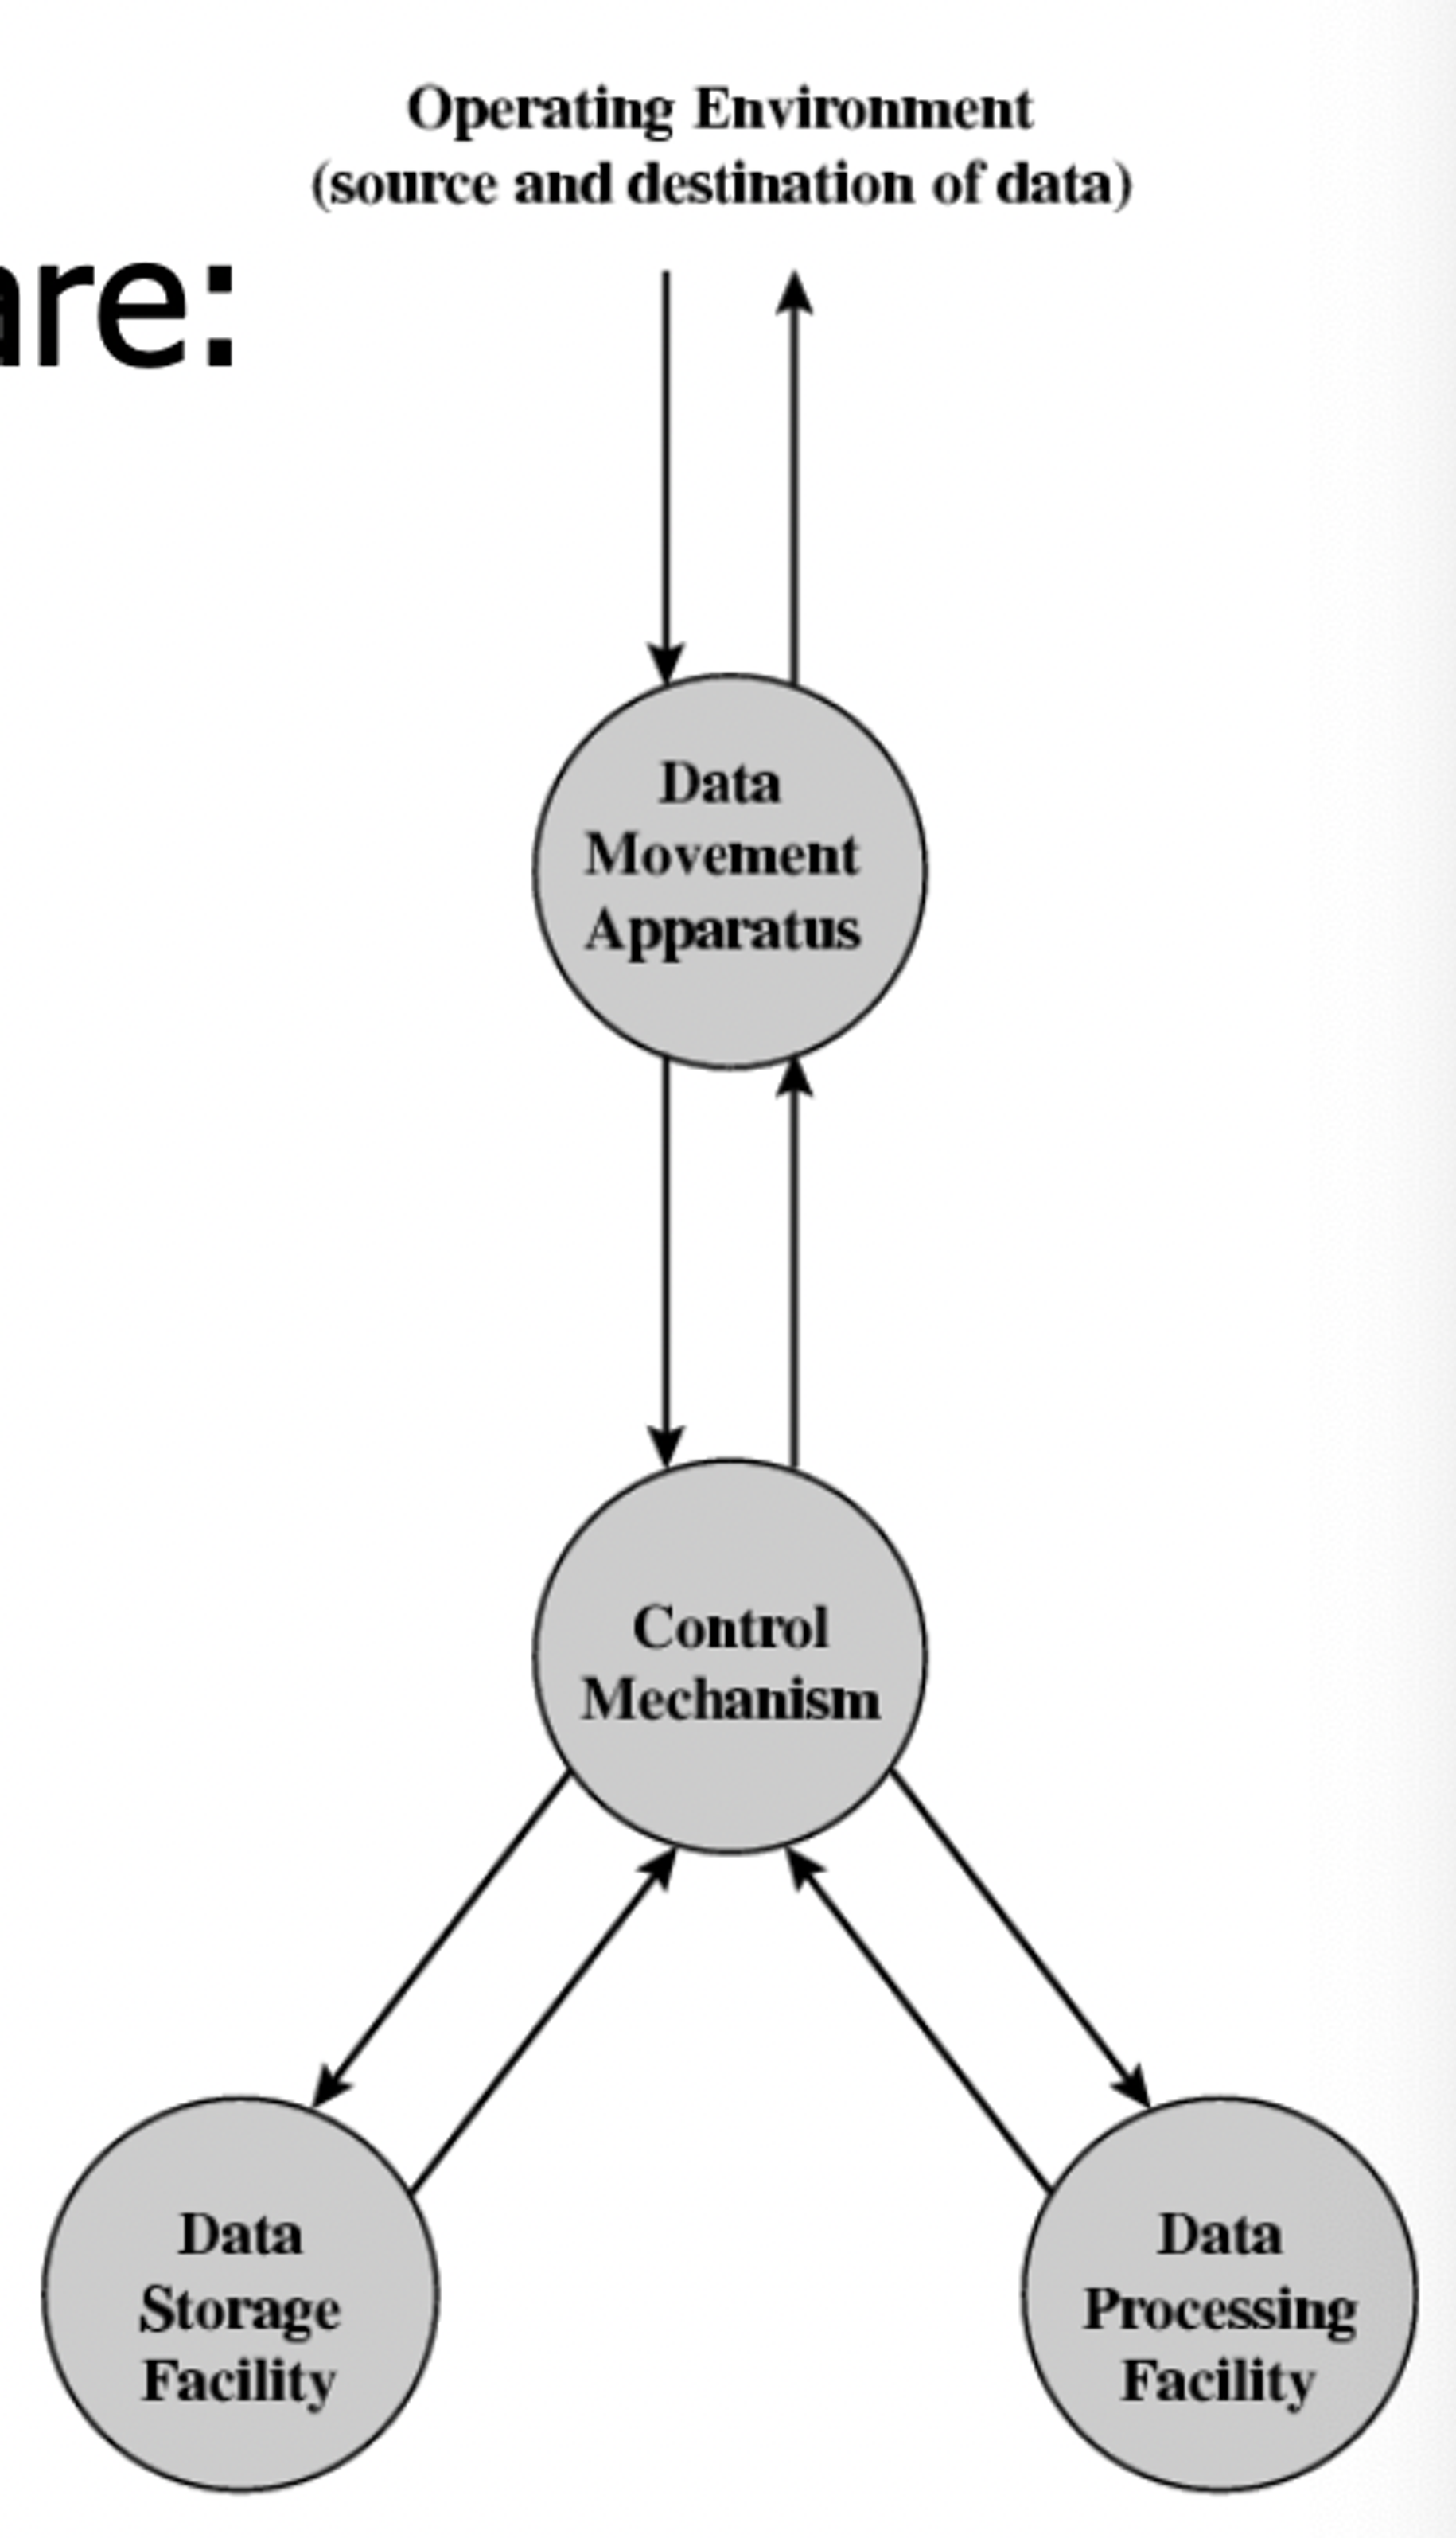 Operating Environment
(source and destination of data)
are:
Data
Movement
Apparatus
Control
Mechanism
Data
Storage
Facility
Data
Processing
Facility